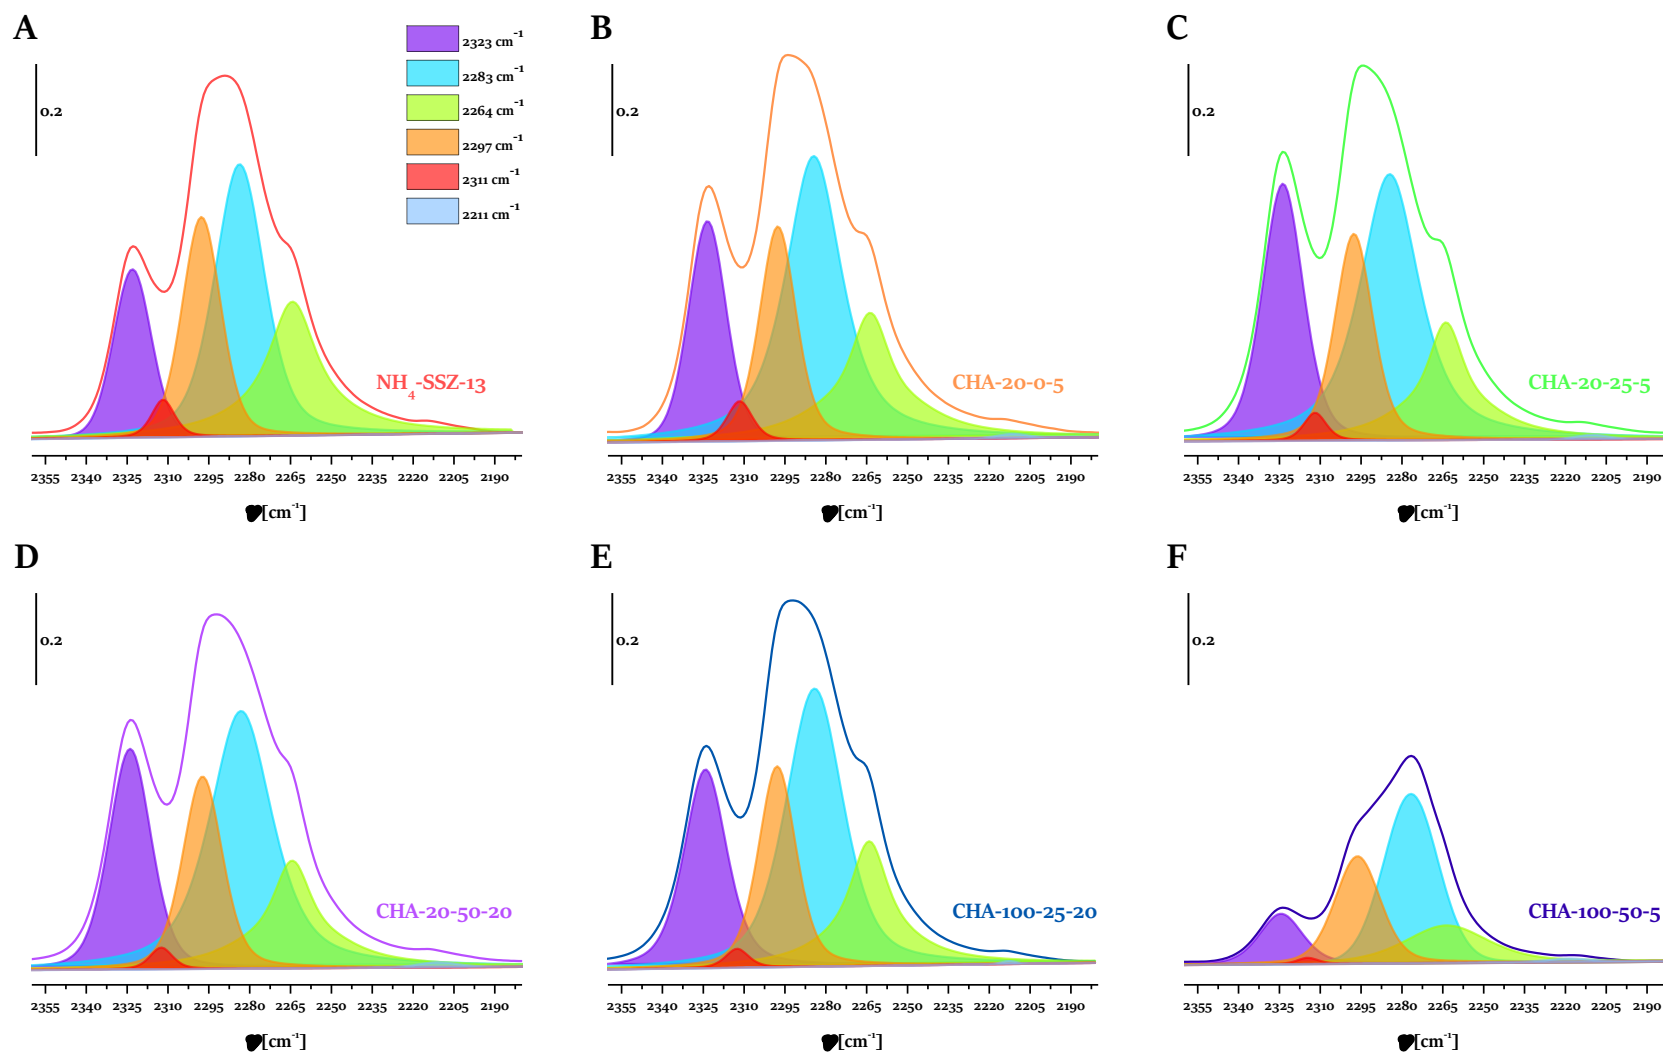 A
B
C
2323 cm⁻¹
2283 cm⁻¹
2264 cm⁻¹
2297 cm⁻¹
2311 cm⁻¹
2211 cm⁻¹
0.2
0.2
0.2
NH₄-SSZ-13
CHA-20-0-5
CHA-20-25-5
2355 2340 2325 2310 2295 2280 2265 2250 2235 2220 2205 2190
2355 2340 2325 2310 2295 2280 2265 2250 2235 2220 2205 2190
2355 2340 2325 2310 2295 2280 2265 2250 2235 2220 2205 2190
[cm⁻¹]
[cm⁻¹]
[cm⁻¹]
D
E
F
0.2
0.2
0.2
CHA-20-50-20
CHA-100-25-20
CHA-100-50-5
2355 2340 2325 2310 2295 2280 2265 2250 2235 2220 2205 2190
2355 2340 2325 2310 2295 2280 2265 2250 2235 2220 2205 2190
2355 2340 2325 2310 2295 2280 2265 2250 2235 2220 2205 2190
[cm⁻¹]
[cm⁻¹]
[cm⁻¹]